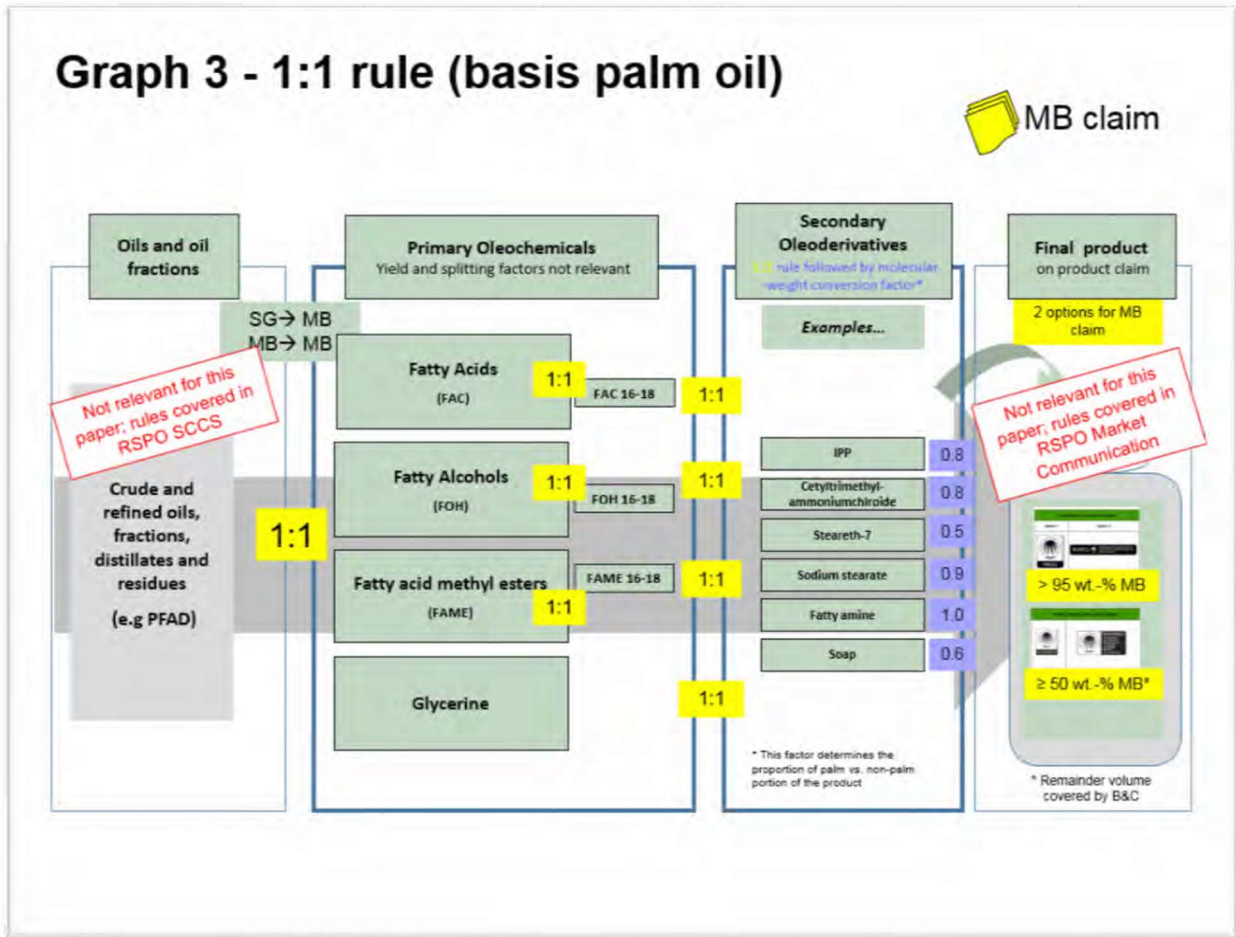 Graph 3 - 1:1 rule (basis palm oil)
MB claim
Oils and oil
fractions
SG→ MB
MB→ MB
Not relevant for this
paper; rules covered in
RSPO SCCS
Crude and
refined oils,
fractions,
distillates and
residues
(e.g PFAD)
1:1
Primary Oleochemicals
Yield and splitting factors not relevant
Fatty Acids
(FAC)
1:1
FAC 16-18
1:1
Fatty Alcohols
(FOH)
1:1
FOH 16-18
1:1
Fatty acid methyl esters
(FAME)
1:1
FAME 16-18
1:1
Glycerine
1:1
Secondary
Oleoderivatives
1:1 rule followed by molecular
weight conversion factor*
Examples...
IPP
0.8
Cetyltrimethyl-
ammoniumchlroide
0.8
Steareth-7
0.5
Sodium stearate
0.9
Fatty amine
1.0
Soap
0.6
* This factor determines the
proportion of palm vs. non-palm
portion of the product
Final product
on product claim
2 options for MB
claim
Not relevant for this
paper; rules covered in
RSPO Market
Communication
> 95 wt.-% MB
≥ 50 wt.-% MB*
* Remainder volume
covered by B&C